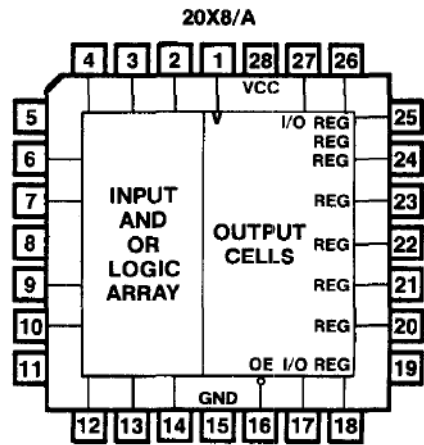 20X8/A
4 3 2 1 28 27 26
VCC
5
6
7
8
9
10
11
INPUT
AND
OR
LOGIC
ARRAY
OUTPUT
CELLS
I/O REG
REG
REG
REG
REG
REG
REG
OE I/O REG
25
24
23
22
21
20
19
GND
12 13 14 15 16 17 18